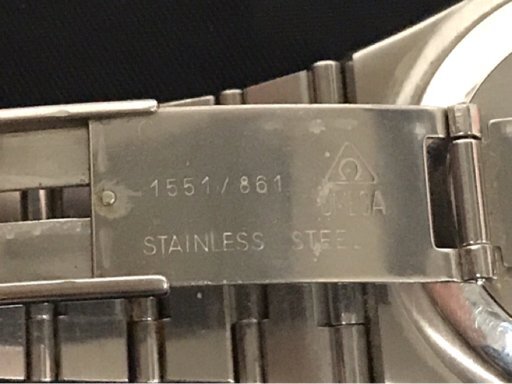 1551/861
Ω
OMEGA
STAINLESS STEEL